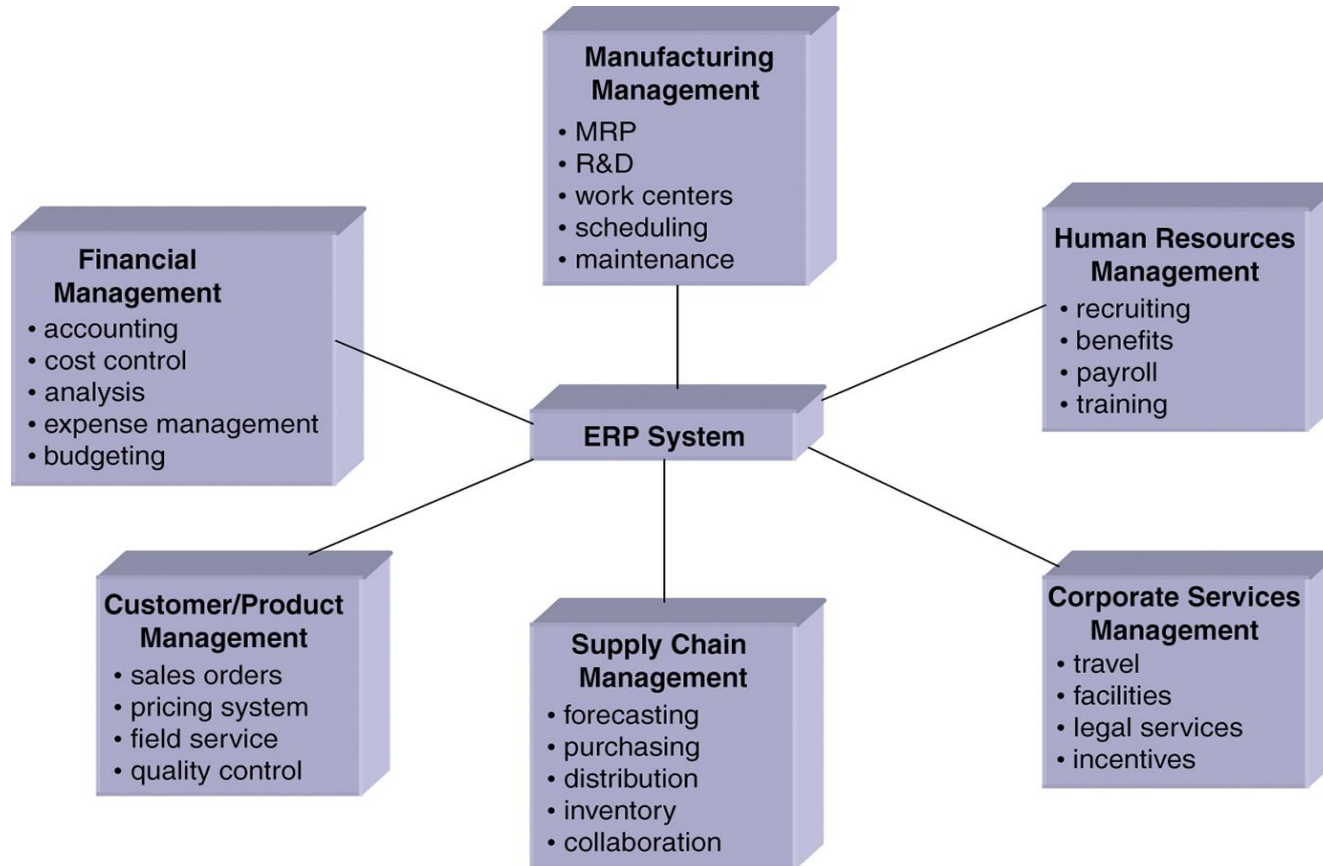 Manufacturing
Management
• MRP
• R&D
• work centers
• scheduling
• maintenance
Financial
Management
• accounting
• cost control
• analysis
• expense management
• budgeting
Human Resources
Management
• recruiting
• benefits
• payroll
• training
ERP System
Customer/Product
Management
• sales orders
• pricing system
• field service
• quality control
Supply Chain
Management
• forecasting
• purchasing
• distribution
• inventory
• collaboration
Corporate Services
Management
• travel
• facilities
• legal services
• incentives